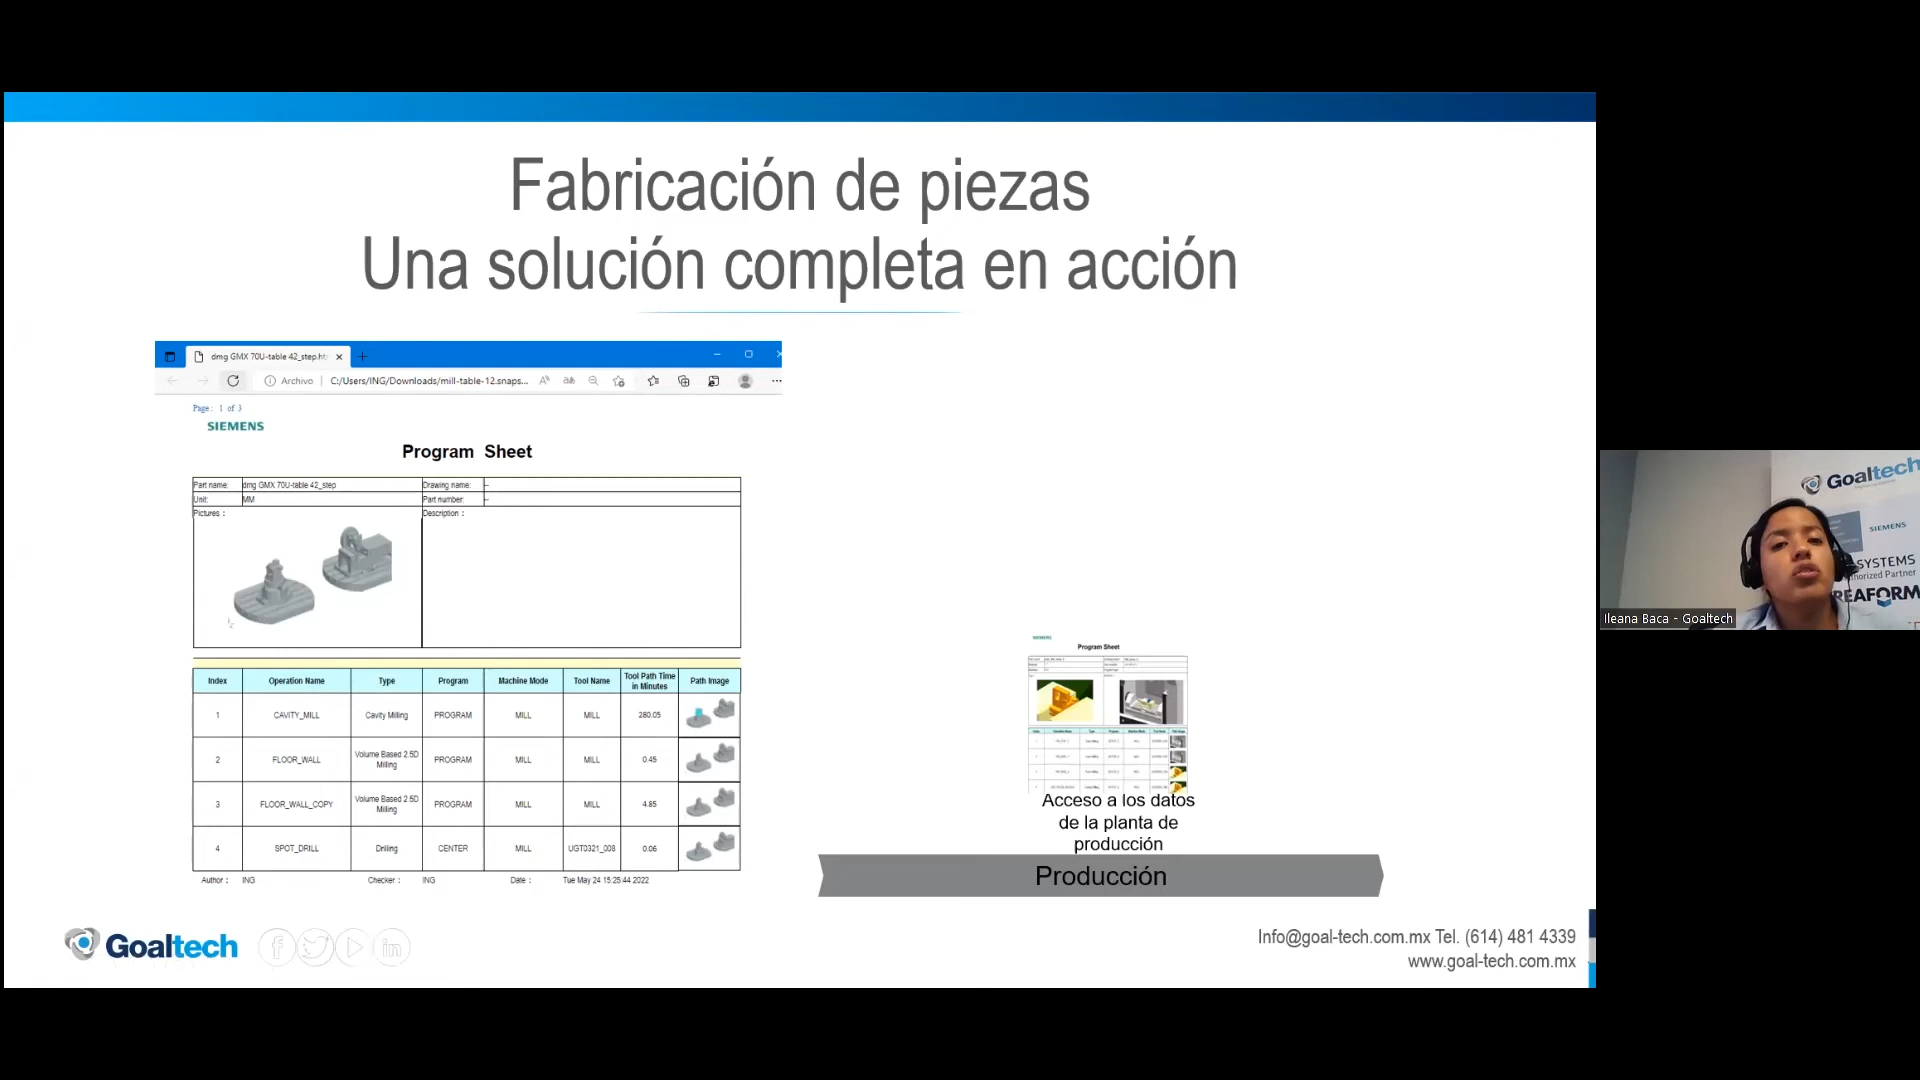 Fabricación de piezas
Una solución completa en acción
dmg GMX 70U-table 42_step.ht
Archivo | C:/Users/ING/Downloads/mill-table-12.snaps...
Page: 1 of 3
SIEMENS
Program Sheet
Part name: dmg GMX 70U-table 42_step Drawing name: --
Unit: MM Part number: --
Pictures : Description :
Index Operation Name Type Program Machine Mode Tool Name Tool Path Time in Minutes Path Image
1 CAVITY_MILL Cavity Milling PROGRAM MILL MILL 280.05
2 FLOOR_WALL Volume Based 2.5D Milling PROGRAM MILL MILL 0.45
3 FLOOR_WALL_COPY Volume Based 2.5D Milling PROGRAM MILL MILL 4.85
4 SPOT_DRILL Drilling CENTER MILL UGT0321_008 0.06
Author : ING Checker : ING Date : Tue May 24 15:25:44 2022
SIEMENS
Program Sheet
Acceso a los datos
de la planta de
producción
Producción
Goaltech
Info@goal-tech.com.mx Tel. (614) 481 4339
www.goal-tech.com.mx
Goaltech
SIEMENS
SYSTEMS
REAFORM
Ileana Baca - Goaltech